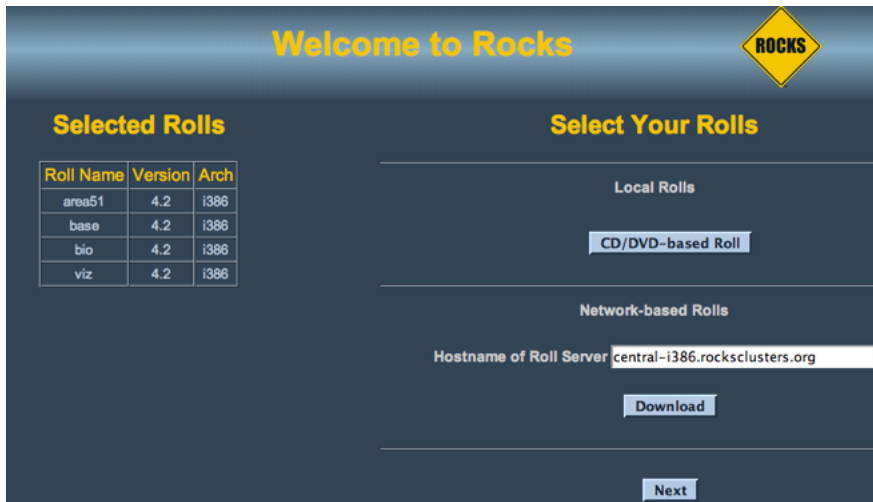 Welcome to Rocks
ROCKS
Selected Rolls
Roll Name Version Arch
area51 4.2 i386
base 4.2 i386
bio 4.2 i386
viz 4.2 i386
Select Your Rolls
Local Rolls
CD/DVD-based Roll
Network-based Rolls
Hostname of Roll Server central-i386.rocksclusters.org
Download
Next